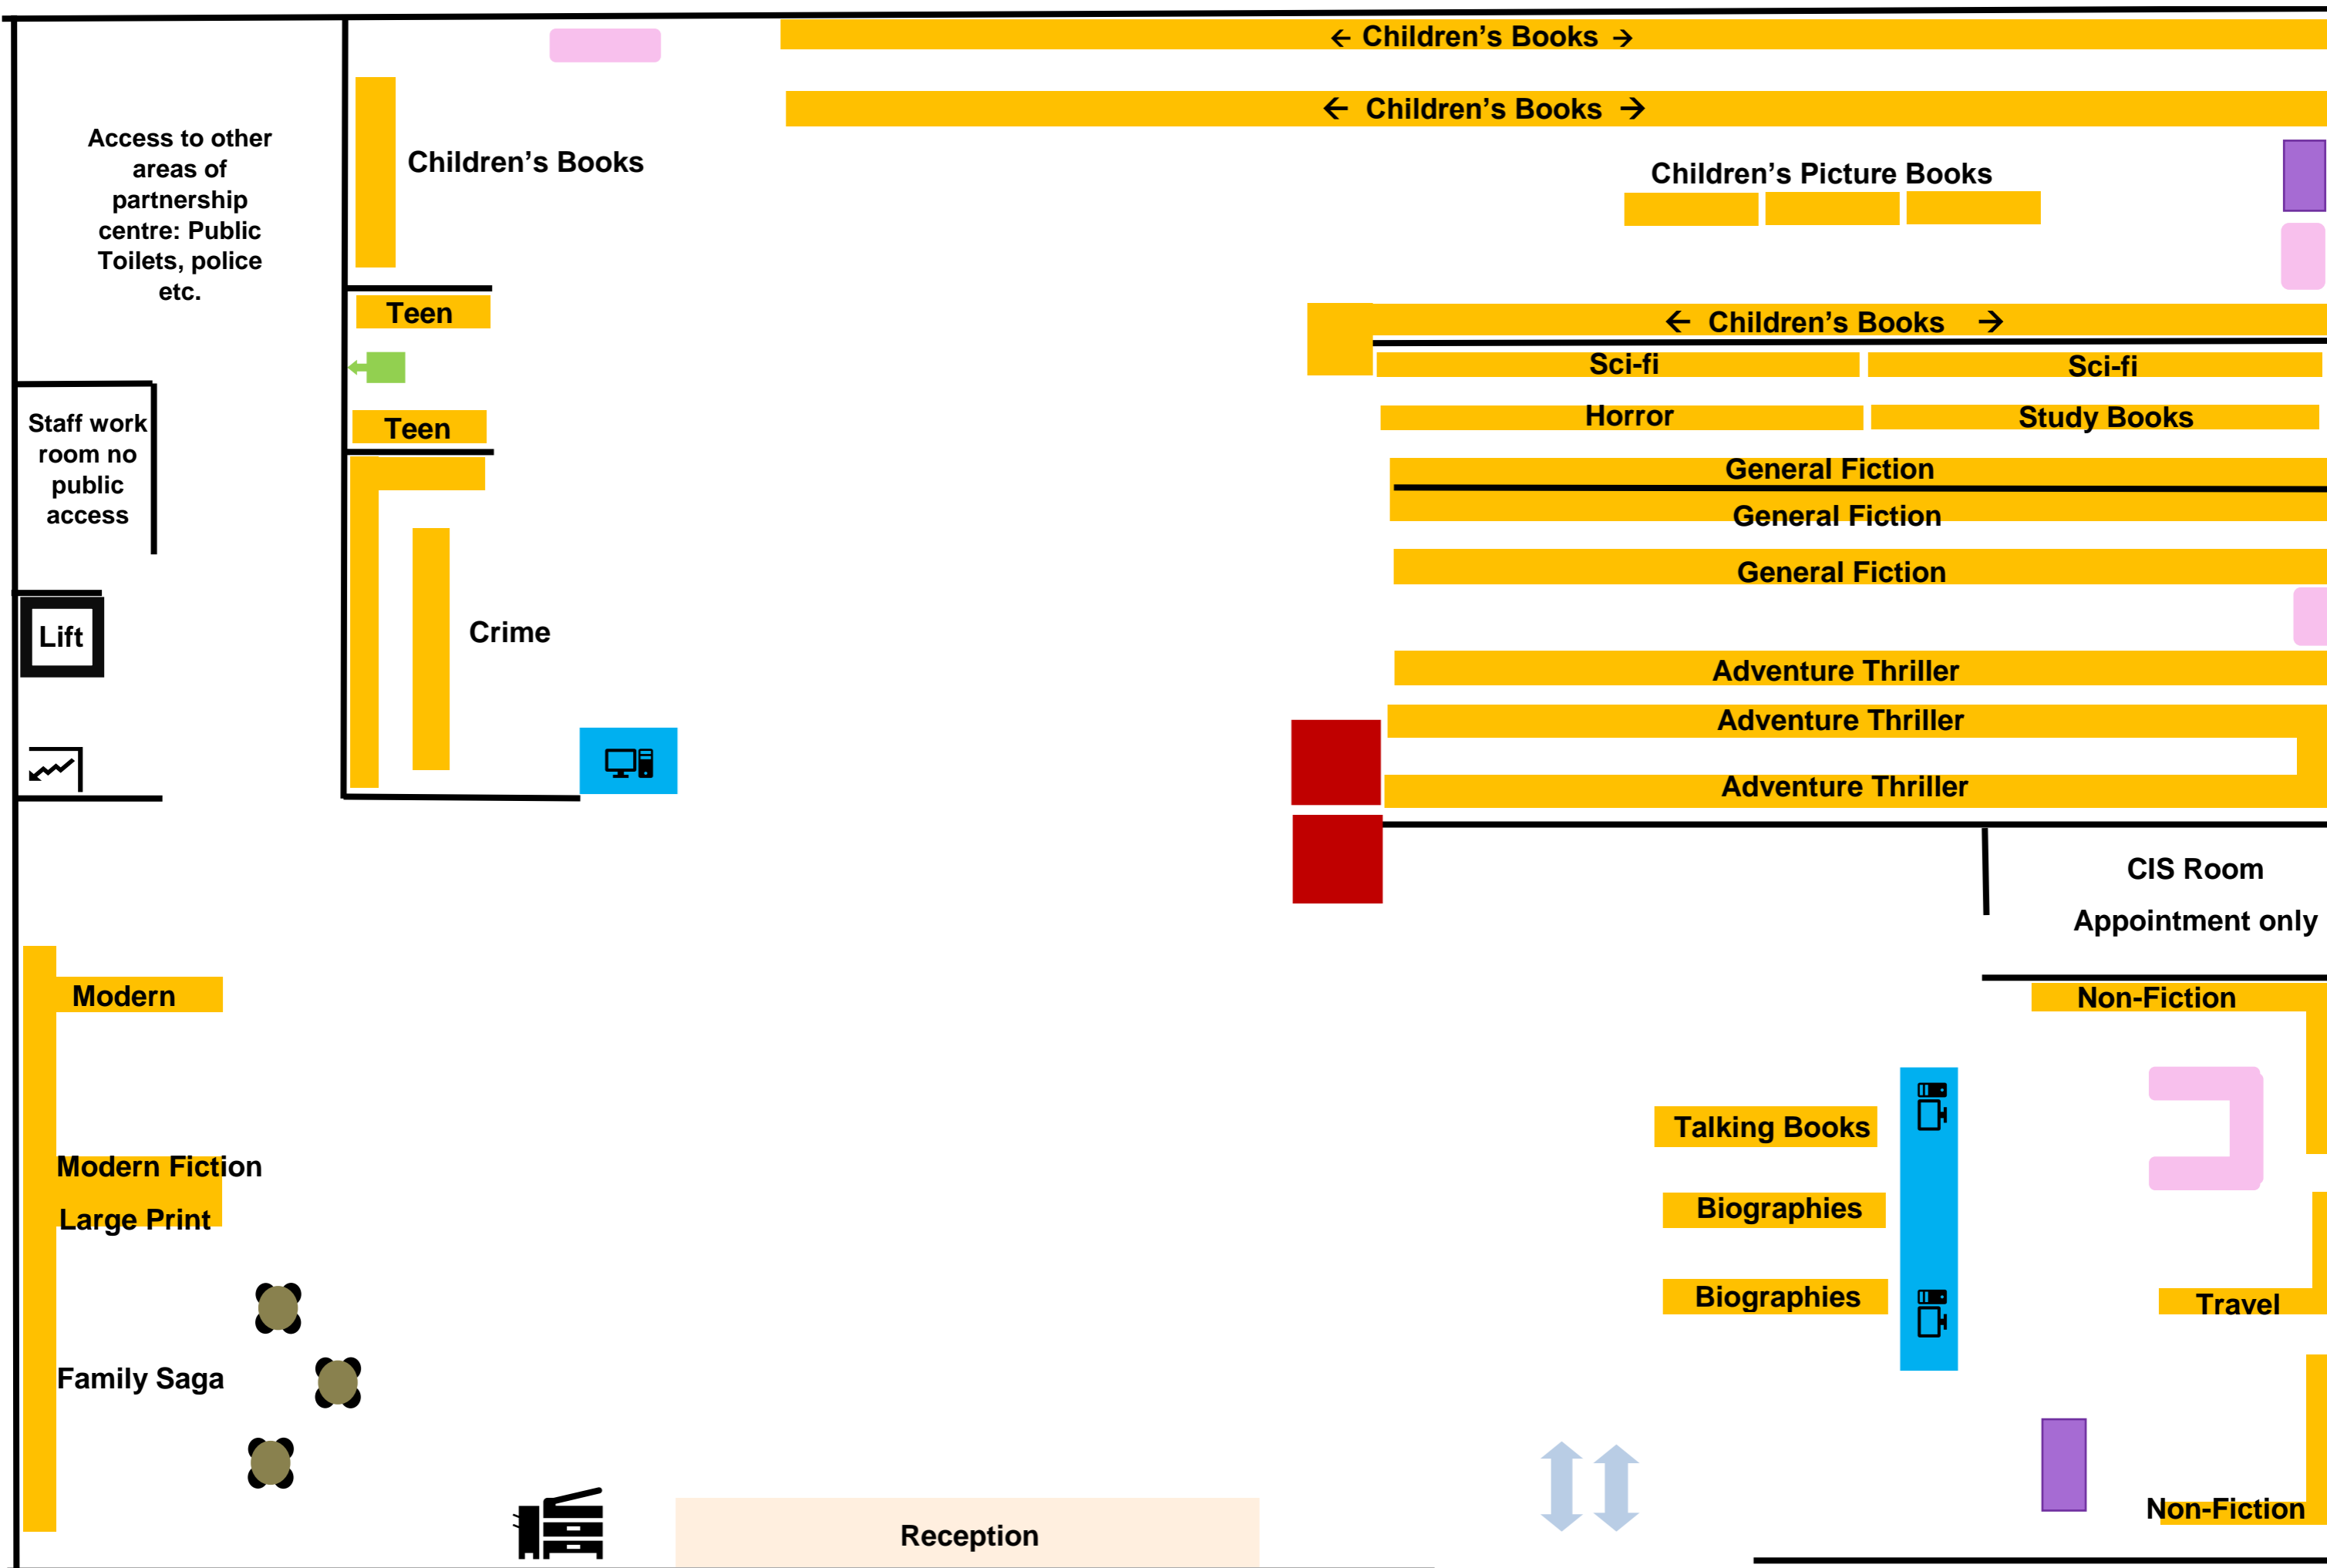 ← Children's Books →
← Children's Books →
Access to other
areas of
partnership
centre: Public
Toilets, police
etc.
Children's Books
Children's Picture Books
Teen
← Children's Books →
Sci-fi
Sci-fi
Teen
Horror
Study Books
Staff work
room no
public
access
General Fiction
General Fiction
General Fiction
Lift
Crime
Adventure Thriller
Adventure Thriller
Adventure Thriller
CIS Room
Appointment only
Modern
Non-Fiction
Talking Books
Modern Fiction
Large Print
Biographies
Biographies
Travel
Family Saga
Non-Fiction
Reception